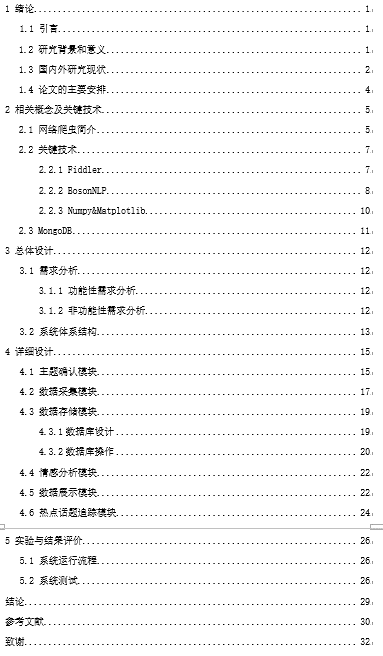 1 绪论 1
1.1 引言 1
1.2 研究背景和意义 1
1.3 国内外研究现状 2
1.4 论文的主要安排 4
2 相关概念及关键技术 5
2.1 网络爬虫简介 5
2.2 关键技术 7
2.2.1 Fiddler 7
2.2.2 BosonNLP 8
2.2.3 Numpy&Matplotlib 10
2.3 MongoDB 11
3 总体设计 12
3.1 需求分析 12
3.1.1 功能性需求分析 12
3.1.2 非功能性需求分析 12
3.2 系统体系结构 13
4 详细设计 15
4.1 主题确认模块 15
4.2 数据采集模块 17
4.3 数据存储模块 19
4.3.1 数据库设计 19
4.3.2 数据库操作 20
4.4 情感分析模块 22
4.5 数据展示模块 22
4.6 热点话题追踪模块 24
5 实验与结果评价 26
5.1 系统运行流程 26
5.2 系统测试 26
结论 29
参考文献 30
致谢 32